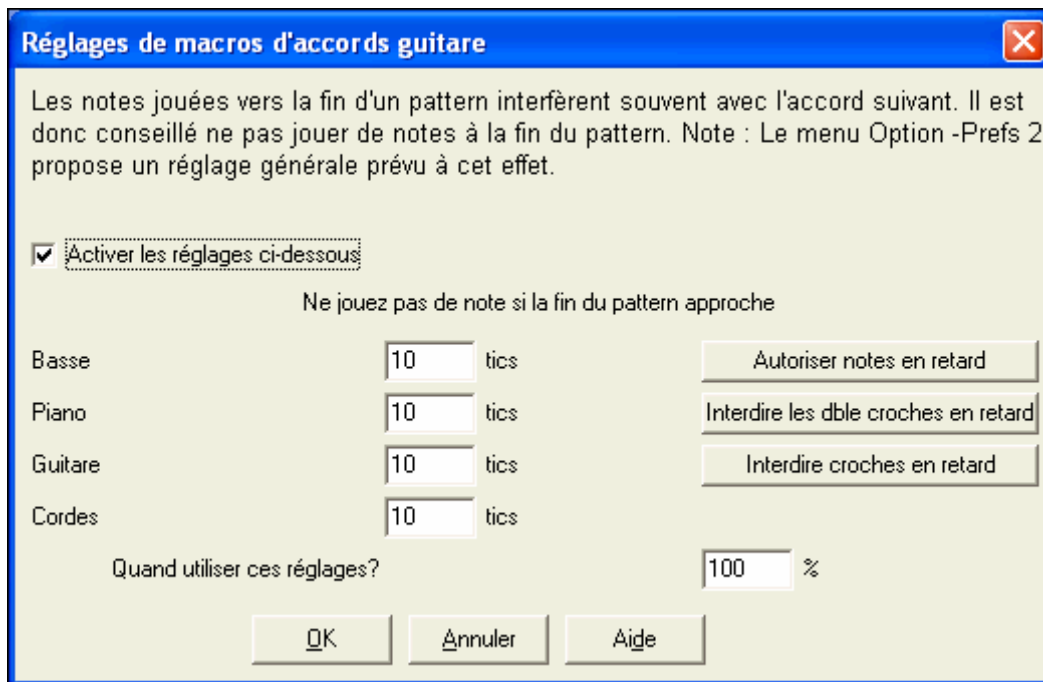 Réglages de macros d'accords guitare
Les notes jouées vers la fin d'un pattern interfèrent souvent avec l'accord suivant. Il est
donc conseillé ne pas jouer de notes à la fin du pattern. Note : Le menu Option -Prefs 2
propose un réglage générale prévu à cet effet.
Activer les réglages ci-dessous
Ne jouez pas de note si la fin du pattern approche
Basse 10 tics Autoriser notes en retard
Piano 10 tics Interdire les dble croches en retard
Guitare 10 tics Interdire croches en retard
Cordes 10 tics
Quand utiliser ces réglages? 100 %
OK Annuler Aide